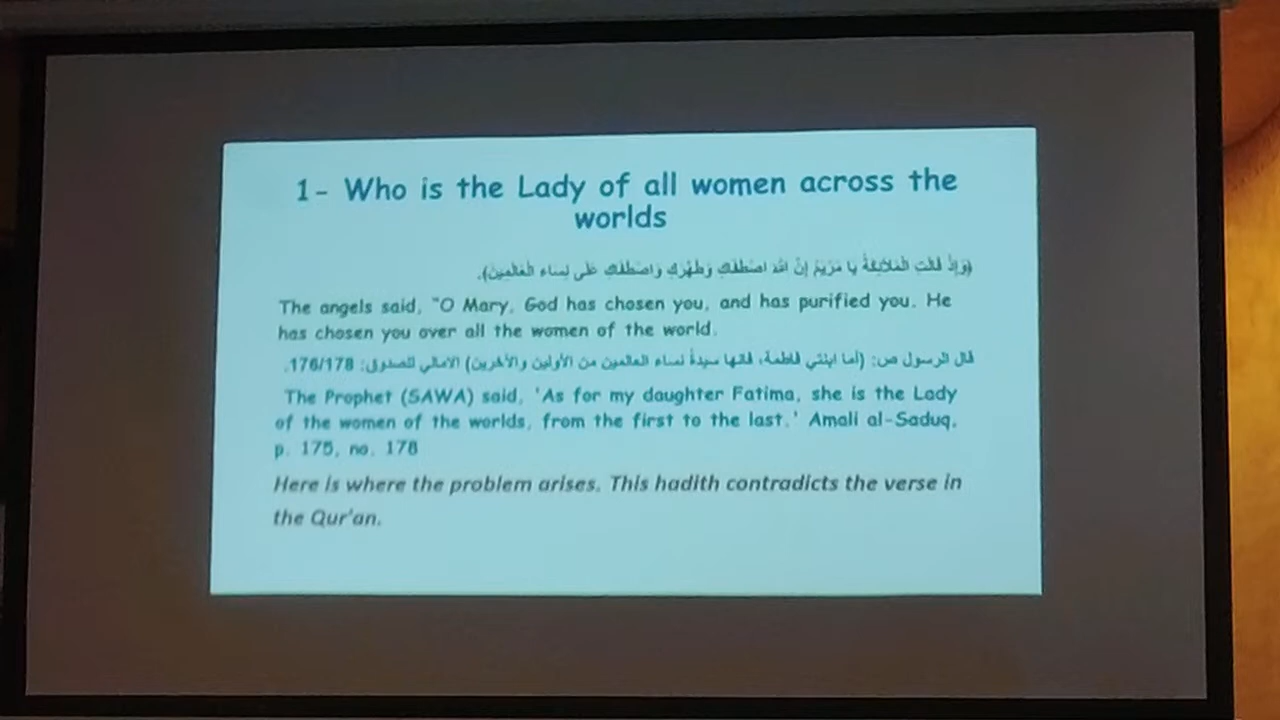 1- Who is the Lady of all women across the
worlds
(وَإِذْ قَالَتِ الْمَلَائِكَةُ يَا مَرْيَمُ إِنَّ اللَّهَ اصْطَفَاكِ وَطَهَّرَكِ وَاصْطَفَاكِ عَلَى نِسَاءِ الْعَالَمِينَ).
The angels said, "O Mary, God has chosen you, and has purified you. He
has chosen you over all the women of the world.
قال الرسول ص: (أما ابنتي فاطمة، فانها سيدةُ نساء العالمين من الأولين والآخرين) الامالي للصدوق: 176/178.
The Prophet (SAWA) said, 'As for my daughter Fatima, she is the Lady
of the women of the worlds, from the first to the last.' Amali al-Saduq,
p. 175, no. 178
Here is where the problem arises. This hadith contradicts the verse in
the Qur'an.